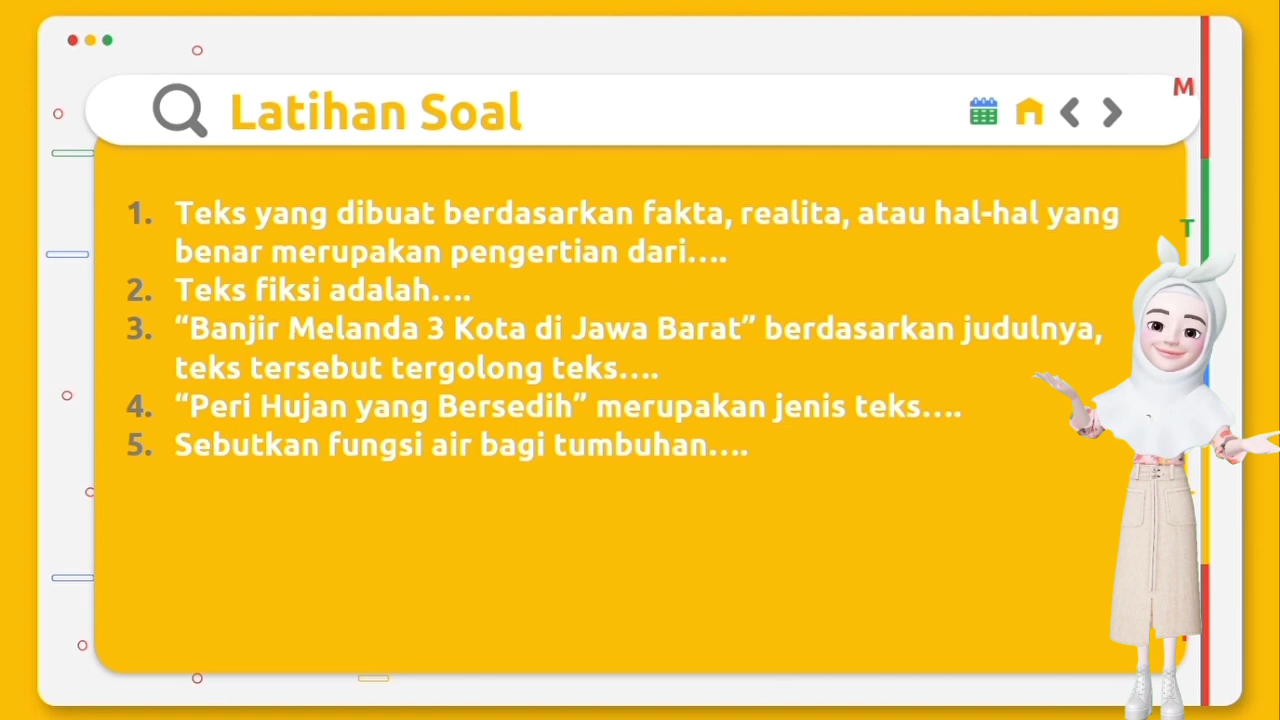 Latihan Soal
M
T
1. Teks yang dibuat berdasarkan fakta, realita, atau hal-hal yang
benar merupakan pengertian dari....
2. Teks fiksi adalah....
3. “Banjir Melanda 3 Kota di Jawa Barat” berdasarkan judulnya,
teks tersebut tergolong teks....
4. “Peri Hujan yang Bersedih” merupakan jenis teks....
5. Sebutkan fungsi air bagi tumbuhan....